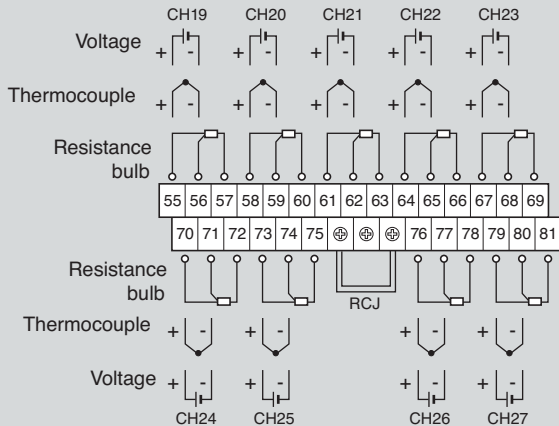 CH19 CH20 CH21 CH22 CH23
Voltage + - + - + - + - + -
Thermocouple + - + - + - + - + -
Resistance
bulb
55 56 57 58 59 60 61 62 63 64 65 66 67 68 69
70 71 72 73 74 75 76 77 78 79 80 81
Resistance
bulb
RCJ
Thermocouple + - + - + - + -
Voltage + - + - + - + -
CH24 CH25 CH26 CH27